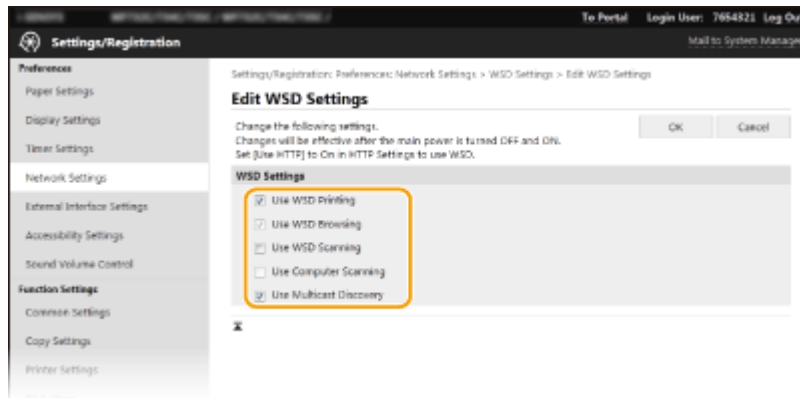 To Portal Login User: 7654321 Log Ou
Settings/Registration
Mail to System Manage
Preferences
Paper Settings
Display Settings
Timer Settings
Network Settings
External Interface Settings
Accessibility Settings
Sound Volume Control
Function Settings
Common Settings
Copy Settings
Printer Settings
Settings/Registration: Preferences: Network Settings > WSD Settings > Edit WSD Settings
Edit WSD Settings
Change the following settings.
Changes will be effective after the main power is turned OFF and ON.
Set [Use HTTP] to On in HTTP Settings to use WSD.
OK Cancel
WSD Settings
Use WSD Printing
Use WSD Browsing
Use WSD Scanning
Use Computer Scanning
Use Multicast Discovery